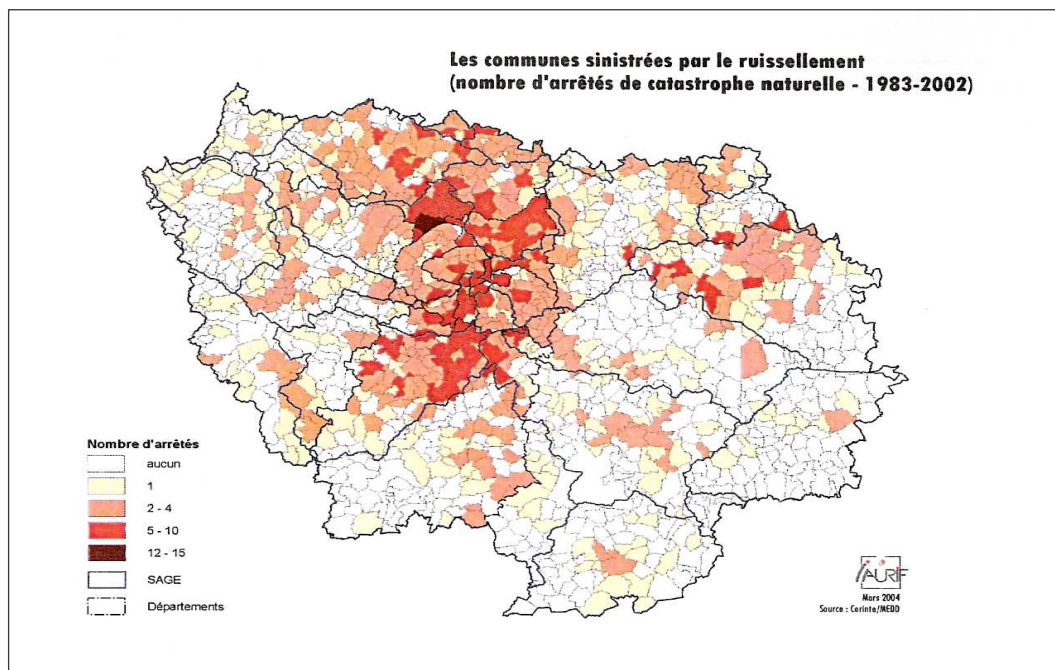 Les communes sinistrées par le ruissellement
(nombre d'arrêtés de catastrophe naturelle - 1983-2002)
Nombre d'arrêtés
aucun
1
2 - 4
5 - 10
12 - 15
SAGE
Départements
IAURIF
Mars 2004
Source : Corinte/MEDD